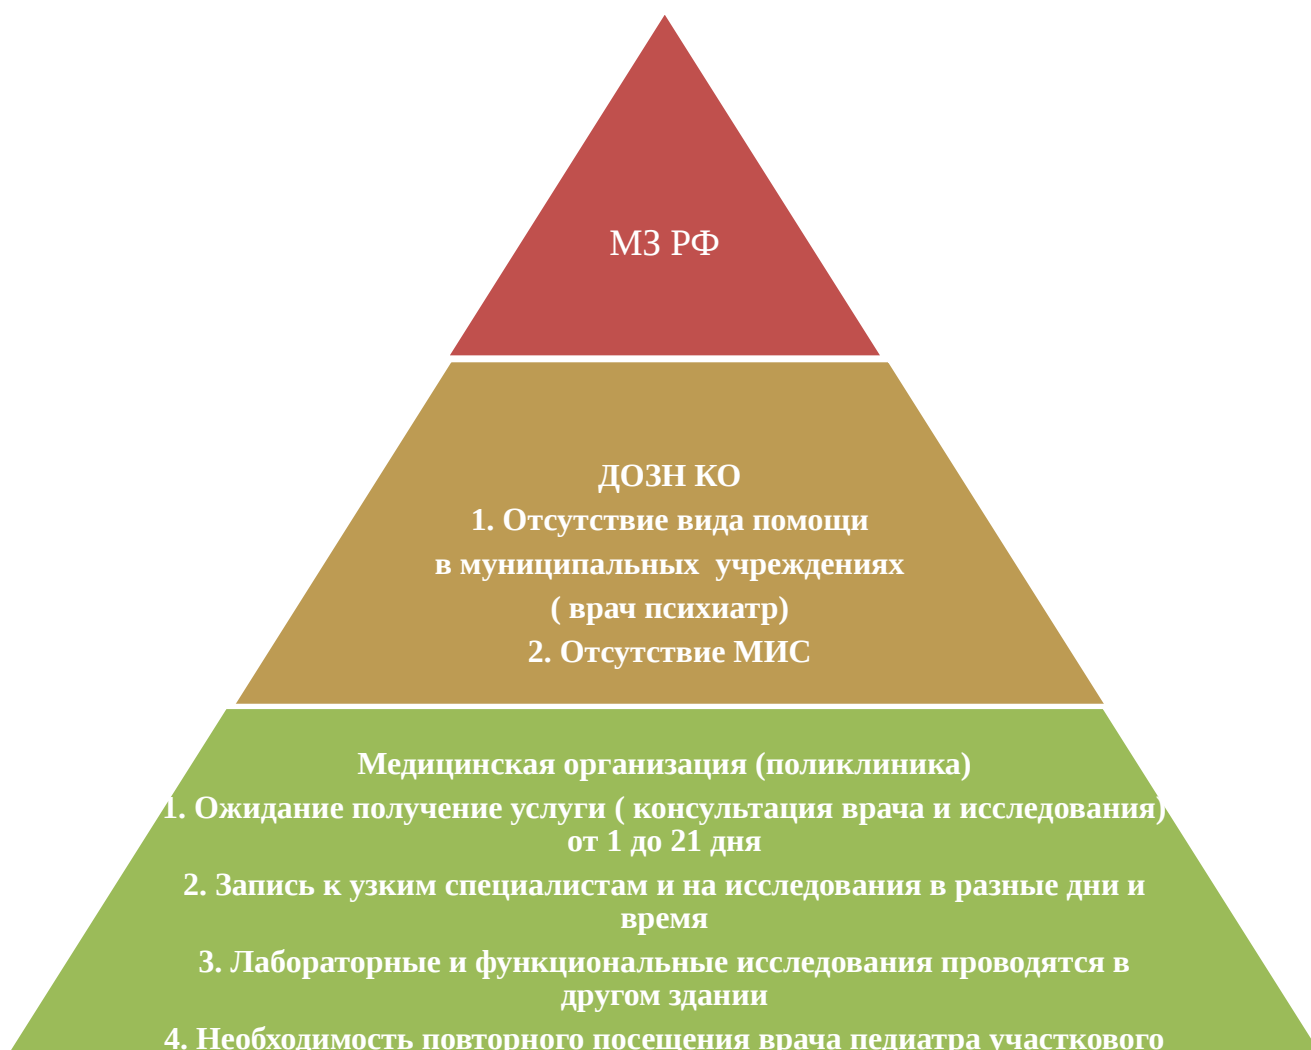 МЗ РФ
ДОЗН КО
1. Отсутствие вида помощи
в муниципальных  учреждениях
( врач психиатр)
2. Отсутствие МИС
Медицинская организация (поликлиника)
1. Ожидание получение услуги ( консультация врача и исследования)
от 1 до 21 дня
2. Запись к узким специалистам и на исследования в разные дни и
время
3. Лабораторные и функциональные исследования проводятся в
другом здании
4. Необходимость повторного посещения врача педиатра участкового